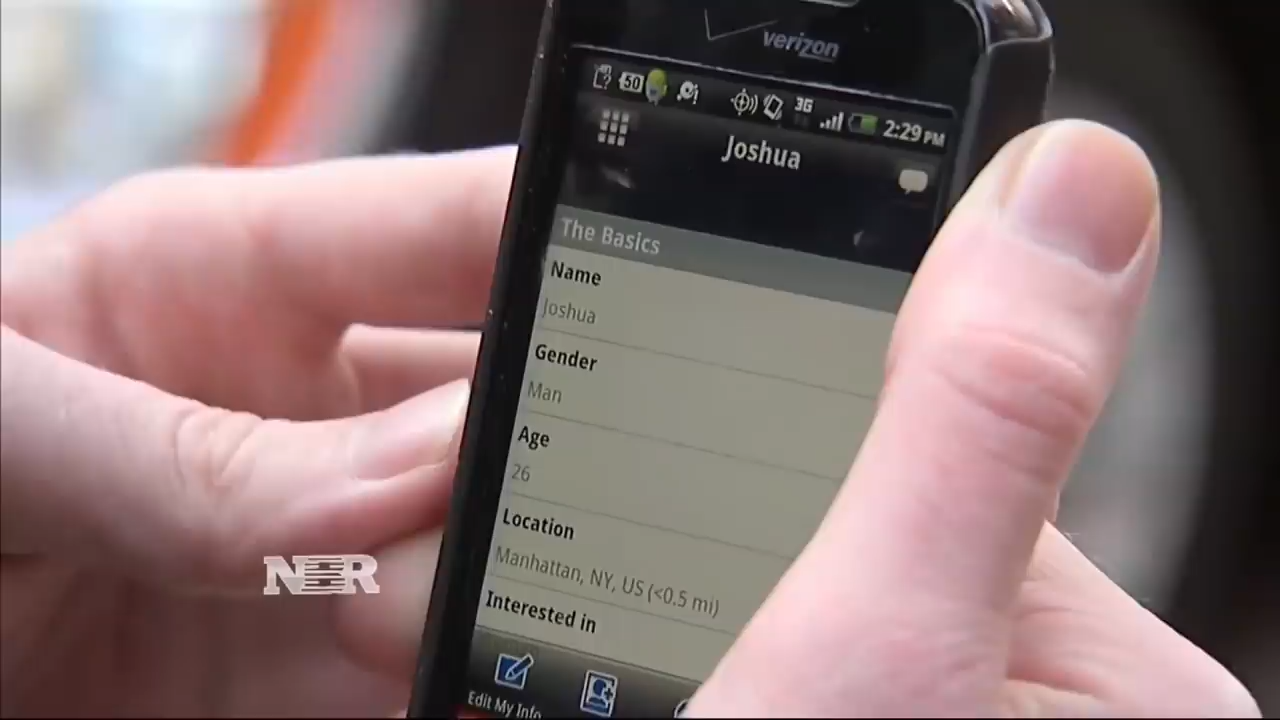 verizon
50
3G
2:29 PM
Joshua
The Basics
Name
Joshua
Gender
Man
Age
26
Location
Manhattan, NY, US (<0.5 mi)
Interested in
Edit My Info